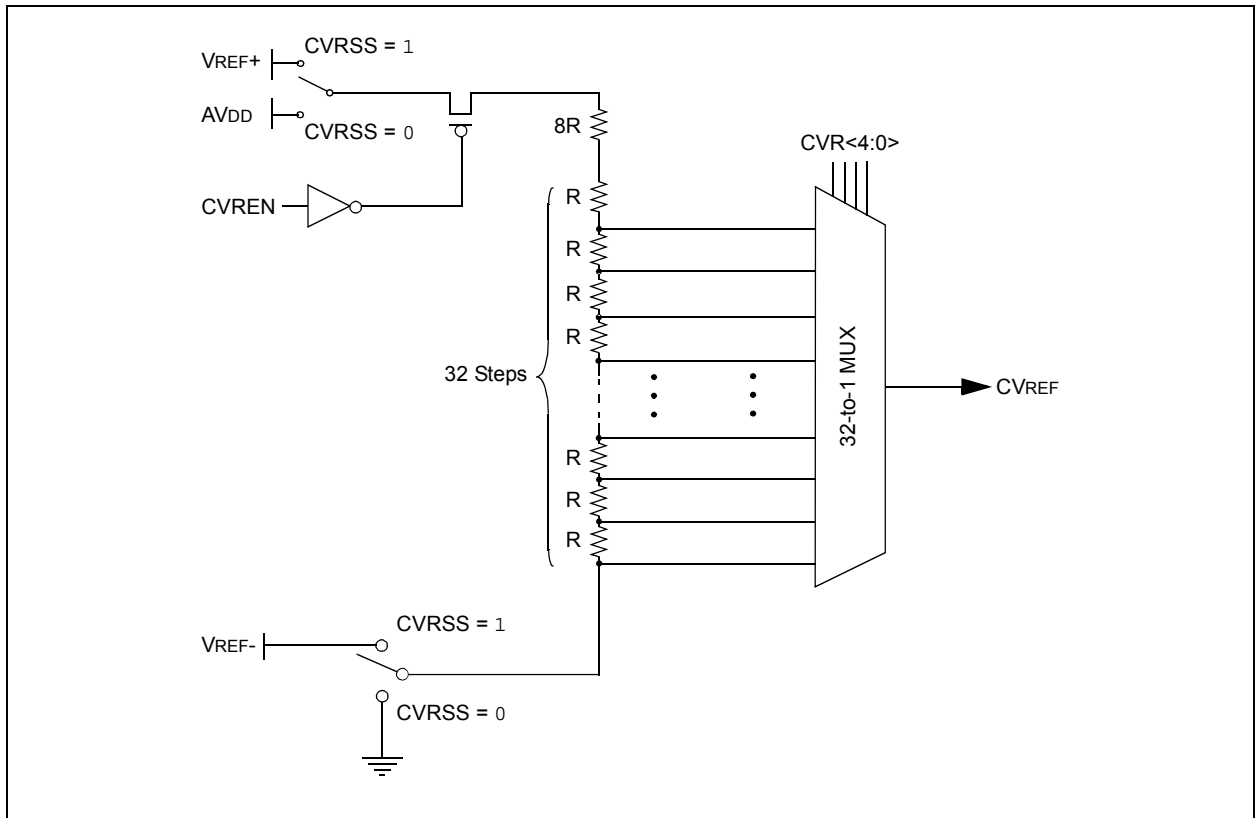 CVRSS = 1
VREF+
AVDD
CVRSS = 0
8R
CVR<4:0>
CVREN
R
R
R
R
32 Steps
32-to-1 MUX
CVREF
R
R
R
CVRSS = 1
VREF-
CVRSS = 0